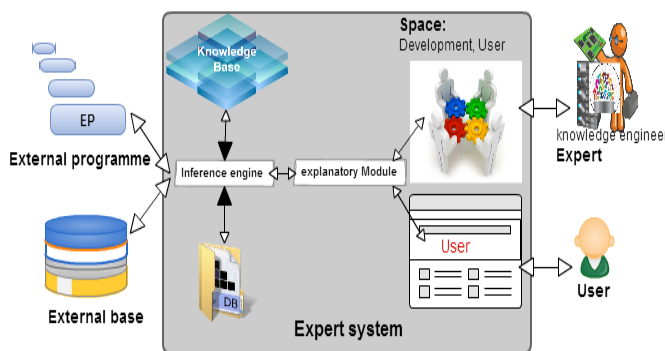 Space:
Development, User
Knowledge
Base
EP
External programme
Inference engine
explanatory Module
knowledge engineer
Expert
User
DB
External base
User
Expert system